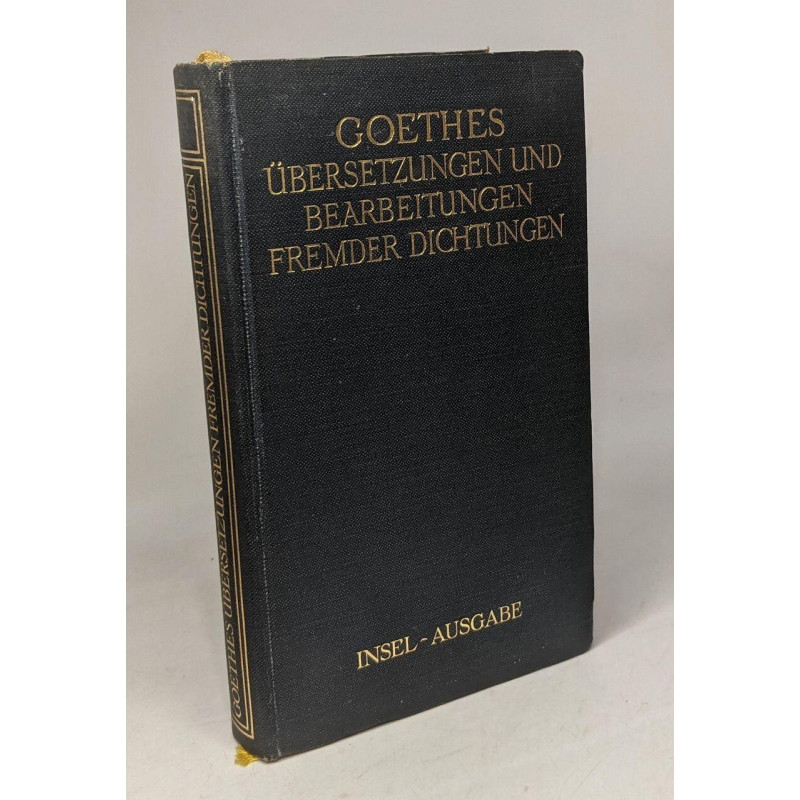 GOETHES
ÜBERSETZUNGEN UND
BEARBEITUNGEN
FREMDER DICHTUNGEN
INSEL-AUSGABE
GOETHES ÜBERSETZUNGEN FREMDER DICHTUNGEN